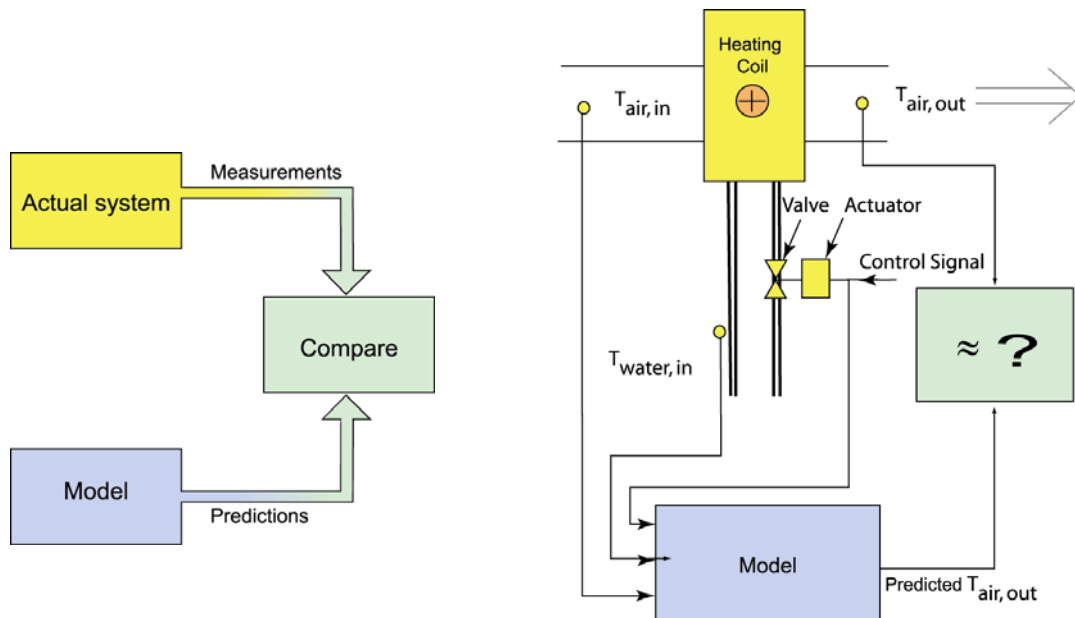 Measurements
Actual system
Compare
Model
Predictions
Heating
Coil
T air, in
T air, out
Valve
Actuator
Control Signal
≈ ?
T water, in
Model
Predicted T air, out